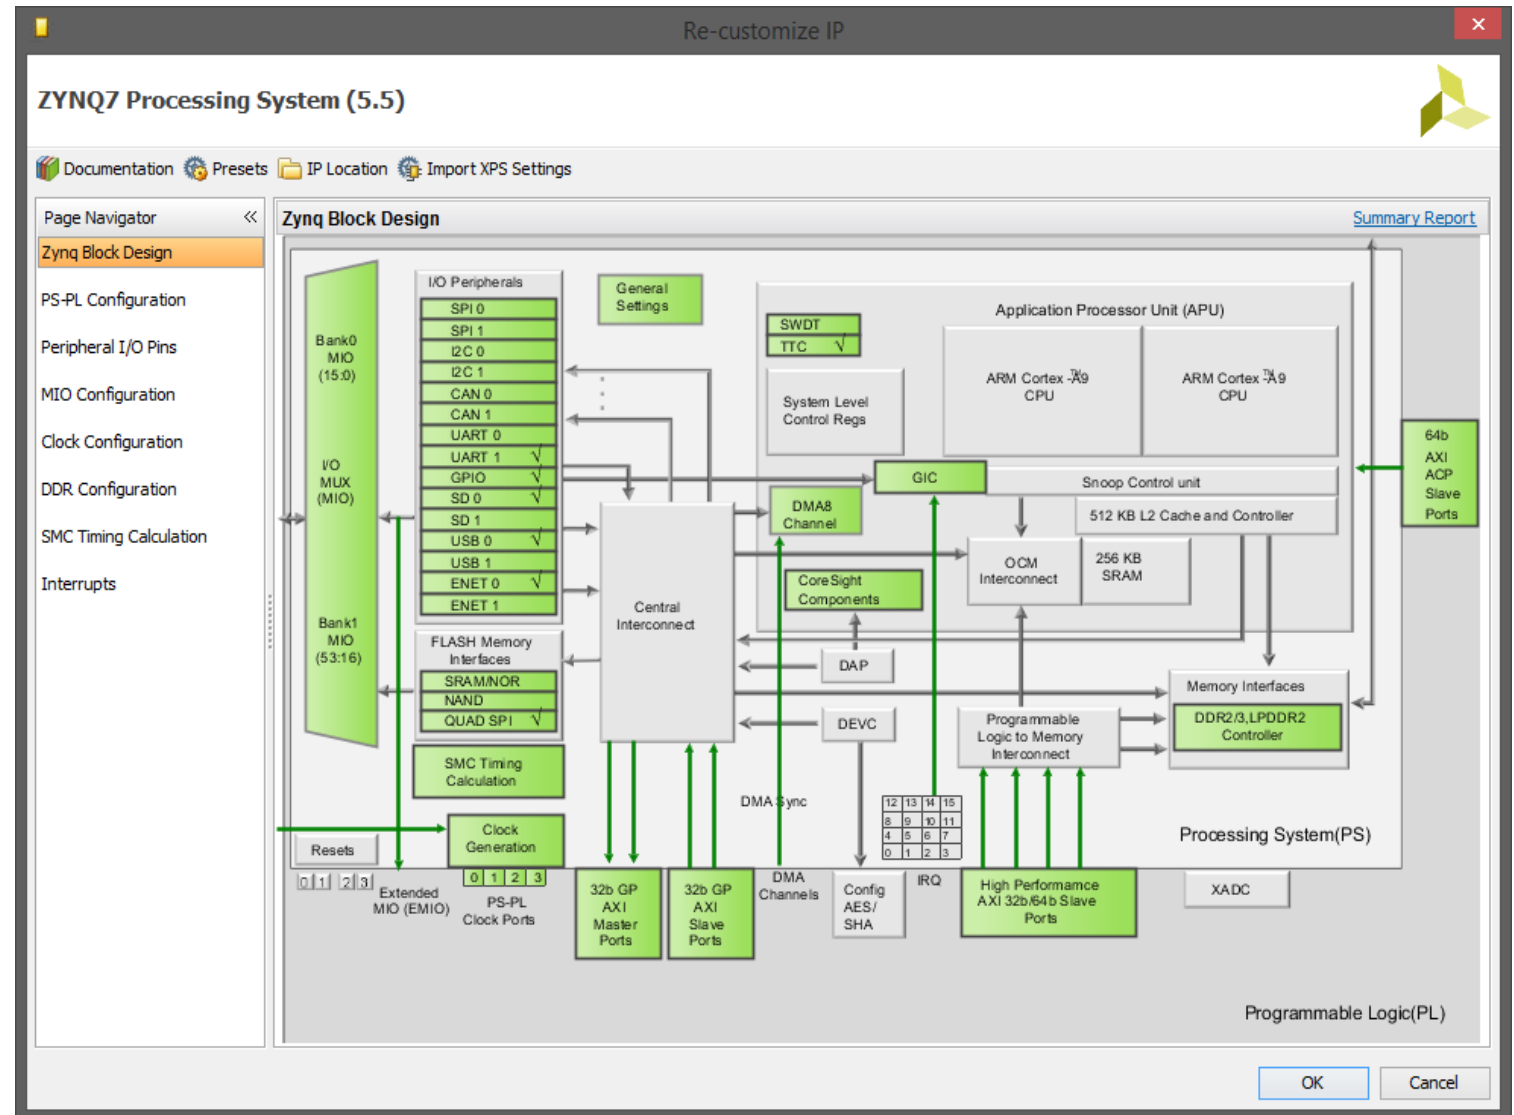 Re-customize IP
ZYNQ7 Processing System (5.5)
Documentation Presets IP Location Import XPS Settings
Page Navigator
Zynq Block Design
PS-PL Configuration
Peripheral I/O Pins
MIO Configuration
Clock Configuration
DDR Configuration
SMC Timing Calculation
Interrupts
Zynq Block Design
Summary Report
Bank0
MIO
(15:0)
I/O
MUX
(MIO)
Bank1
MIO
(53:16)
I/O Peripherals
SPI 0
SPI 1
I2C 0
I2C 1
CAN 0
CAN 1
UART 0
UART 1 √
GPIO √
SD 0 √
SD 1
USB 0 √
USB 1
ENET 0 √
ENET 1
FLASH Memory
Interfaces
SRAM/NOR
NAND
QUAD SPI √
SMC Timing
Calculation
Clock
Generation
0 1 2 3
PS-PL
Clock Ports
Resets
0 1 2 3
Extended
MIO (EMIO)
General
Settings
Central
Interconnect
32b GP
AXI
Master
Ports
32b GP
AXI
Slave
Ports
Application Processor Unit (APU)
SWDT
TTC √
System Level
Control Regs
ARM Cortex -A9
TM
CPU
ARM Cortex -A9
TM
CPU
GIC
Snoop Control unit
512 KB L2 Cache and Controller
DMA8
Channel
OCM
Interconnect
256 KB
SRAM
CoreSight
Components
DAP
DEVC
Programmable
Logic to Memory
Interconnect
Memory Interfaces
DDR2/3,LPDDR2
Controller
64b
AXI
ACP
Slave
Ports
DMA Sync
DMA
Channels
12 13 14 15
8 9 10 11
4 5 6 7
0 1 2 3
IRQ
Config
AES/
SHA
High Performamce
AXI 32b/64b Slave
Ports
XADC
Processing System(PS)
Programmable Logic(PL)
OK
Cancel